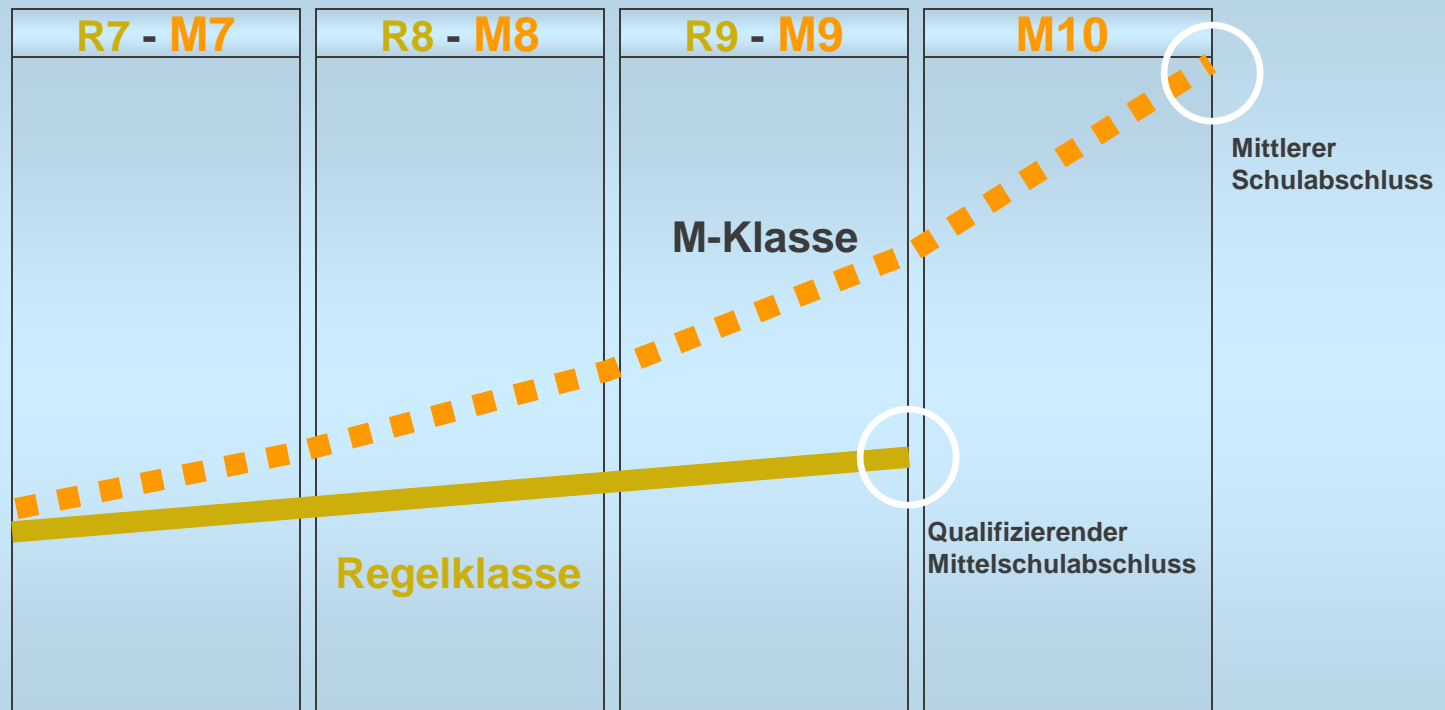 R7 - M7
R8 - M8
R9 - M9
M10
Mittlerer
Schulabschluss
M-Klasse
Qualifizierender
Mittelschulabschluss
Regelklasse